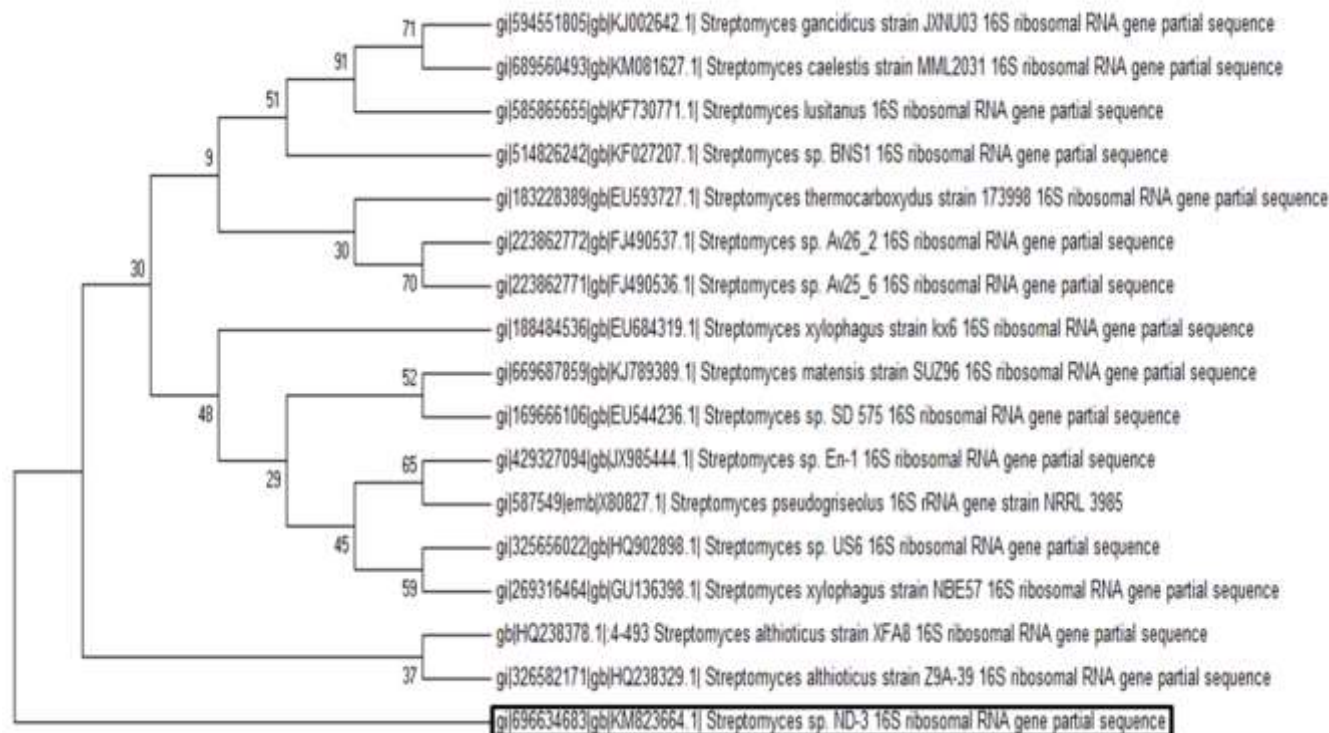 71
gi|594551805|gb|KJ002642.1| Streptomyces gancidicus strain JXNU03 16S ribosomal RNA gene partial sequence
91
gi|689560493|gb|KM081627.1| Streptomyces caelestis strain MML2031 16S ribosomal RNA gene partial sequence
51
gi|585865655|gb|KF730771.1| Streptomyces lusitanus 16S ribosomal RNA gene partial sequence
9
gi|514826242|gb|KF027207.1| Streptomyces sp. BNS1 16S ribosomal RNA gene partial sequence
gi|183228389|gb|EU593727.1| Streptomyces thermocarboxydus strain 173998 16S ribosomal RNA gene partial sequence
30
gi|223862772|gb|FJ490537.1| Streptomyces sp. Av26_2 16S ribosomal RNA gene partial sequence
30
70
gi|223862771|gb|FJ490536.1| Streptomyces sp. Av25_6 16S ribosomal RNA gene partial sequence
gi|188484536|gb|EU684319.1| Streptomyces xylophagus strain kx6 16S ribosomal RNA gene partial sequence
52
gi|669687859|gb|KJ789389.1| Streptomyces matensis strain SUZ96 16S ribosomal RNA gene partial sequence
48
gi|169666106|gb|EU544236.1| Streptomyces sp. SD 575 16S ribosomal RNA gene partial sequence
65
gi|429327094|gb|JX985444.1| Streptomyces sp. En-1 16S ribosomal RNA gene partial sequence
29
gi|587549|emb|X80827.1| Streptomyces pseudogriseolus 16S rRNA gene strain NRRL 3985
45
gi|325656022|gb|HQ902898.1| Streptomyces sp. US6 16S ribosomal RNA gene partial sequence
59
gi|269316464|gb|GU136398.1| Streptomyces xylophagus strain NBE57 16S ribosomal RNA gene partial sequence
gb|HQ238378.1|:4-493 Streptomyces althioticus strain XFA8 16S ribosomal RNA gene partial sequence
37
gi|326582171|gb|HQ238329.1| Streptomyces althioticus strain Z9A-39 16S ribosomal RNA gene partial sequence
gi|696634683|gb|KM823664.1| Streptomyces sp. ND-3 16S ribosomal RNA gene partial sequence